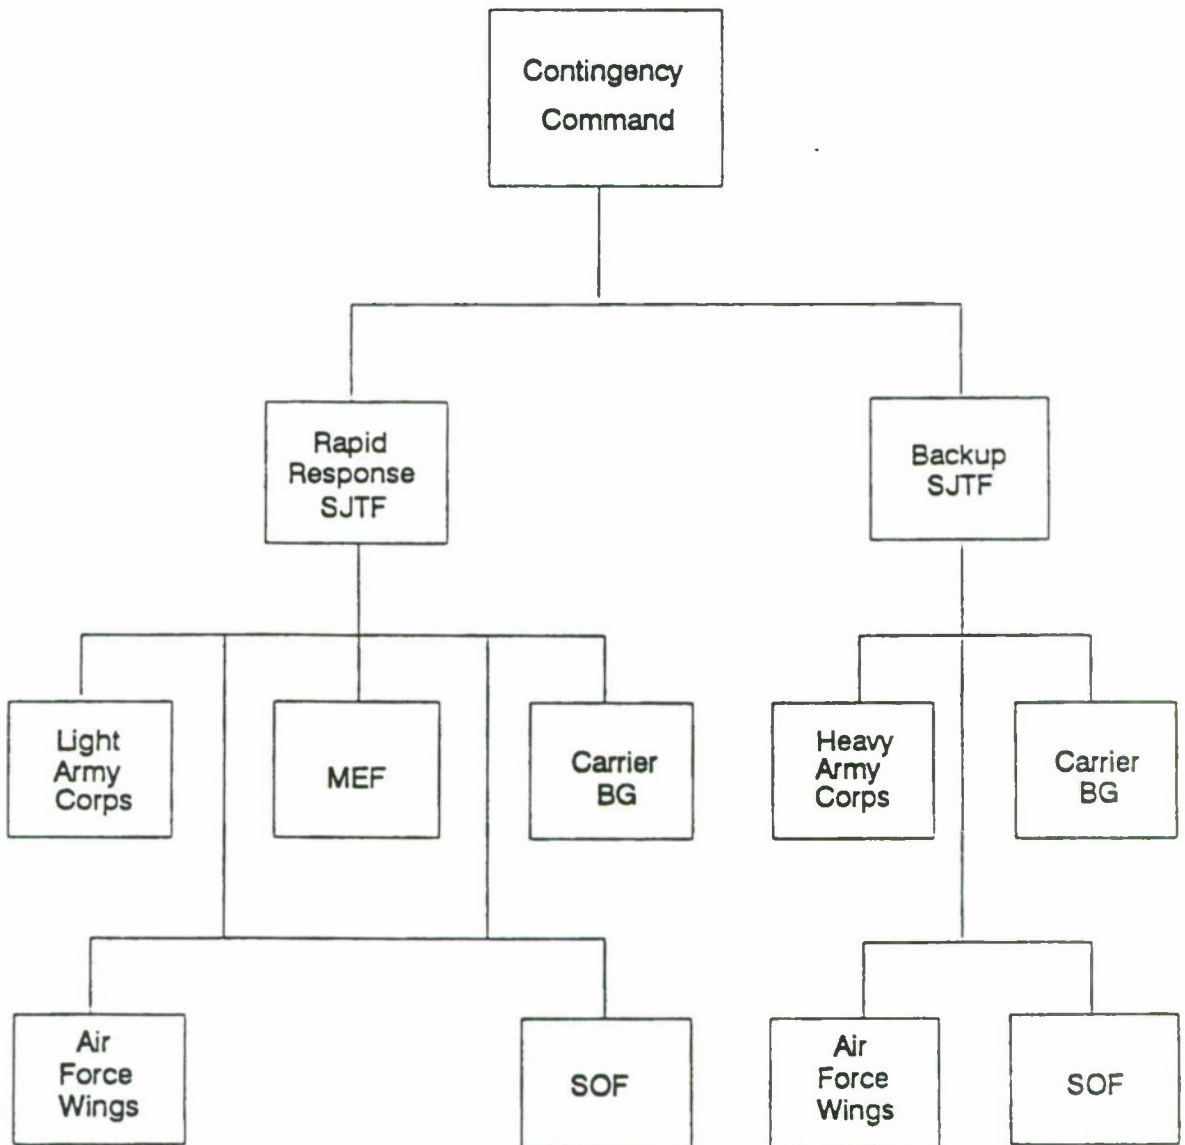 Contingency
Command
Rapid
Response
SJTF
Backup
SJTF
Light
Army
Corps
MEF
Carrier
BG
Heavy
Army
Corps
Carrier
BG
Air
Force
Wings
SOF
Air
Force
Wings
SOF